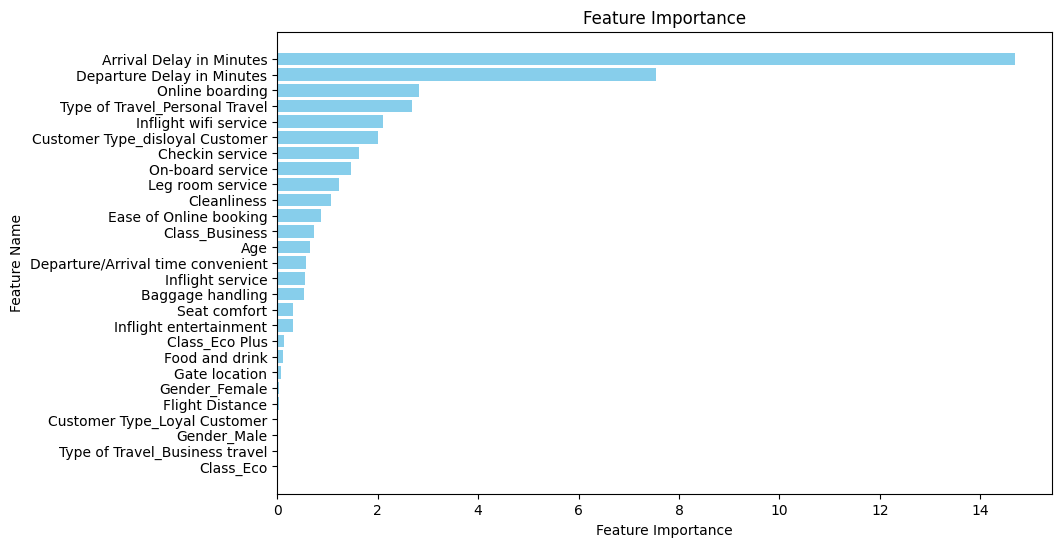 Feature Importance
Arrival Delay in Minutes
Departure Delay in Minutes
Online boarding
Type of Travel_Personal Travel
Inflight wifi service
Customer Type_disloyal Customer
Checkin service
On-board service
Leg room service
Cleanliness
Ease of Online booking
Class_Business
Age
Departure/Arrival time convenient
Inflight service
Baggage handling
Seat comfort
Inflight entertainment
Class_Eco Plus
Food and drink
Gate location
Gender_Female
Flight Distance
Customer Type_Loyal Customer
Gender_Male
Type of Travel_Business travel
Class_Eco
Feature Name
0 2 4 6 8 10 12 14
Feature Importance